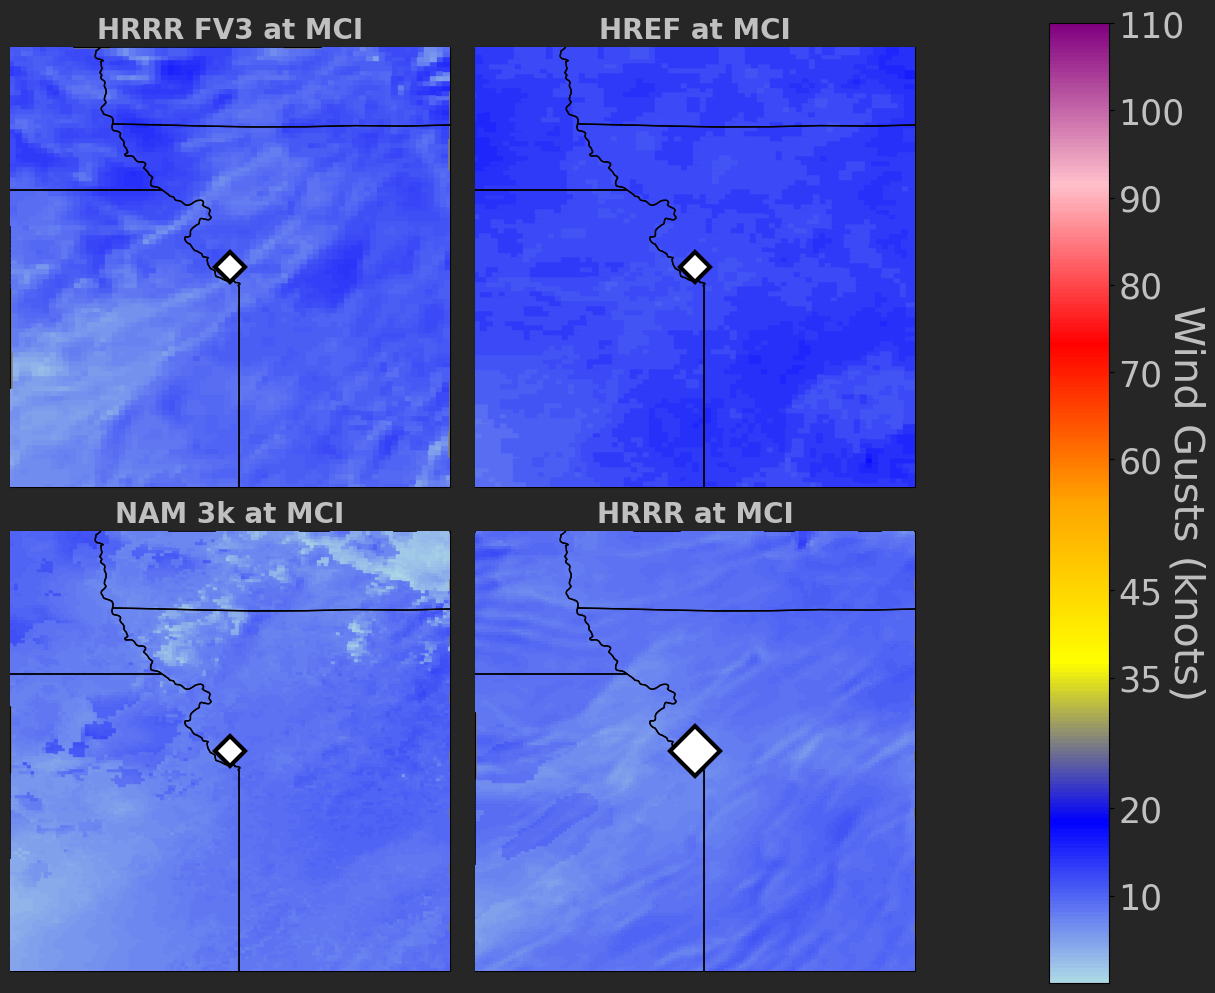 HRRR FV3 at MCI
HREF at MCI
NAM 3k at MCI
HRRR at MCI
110
100
90
80
70
60
45
35
20
10
Wind Gusts (knots)